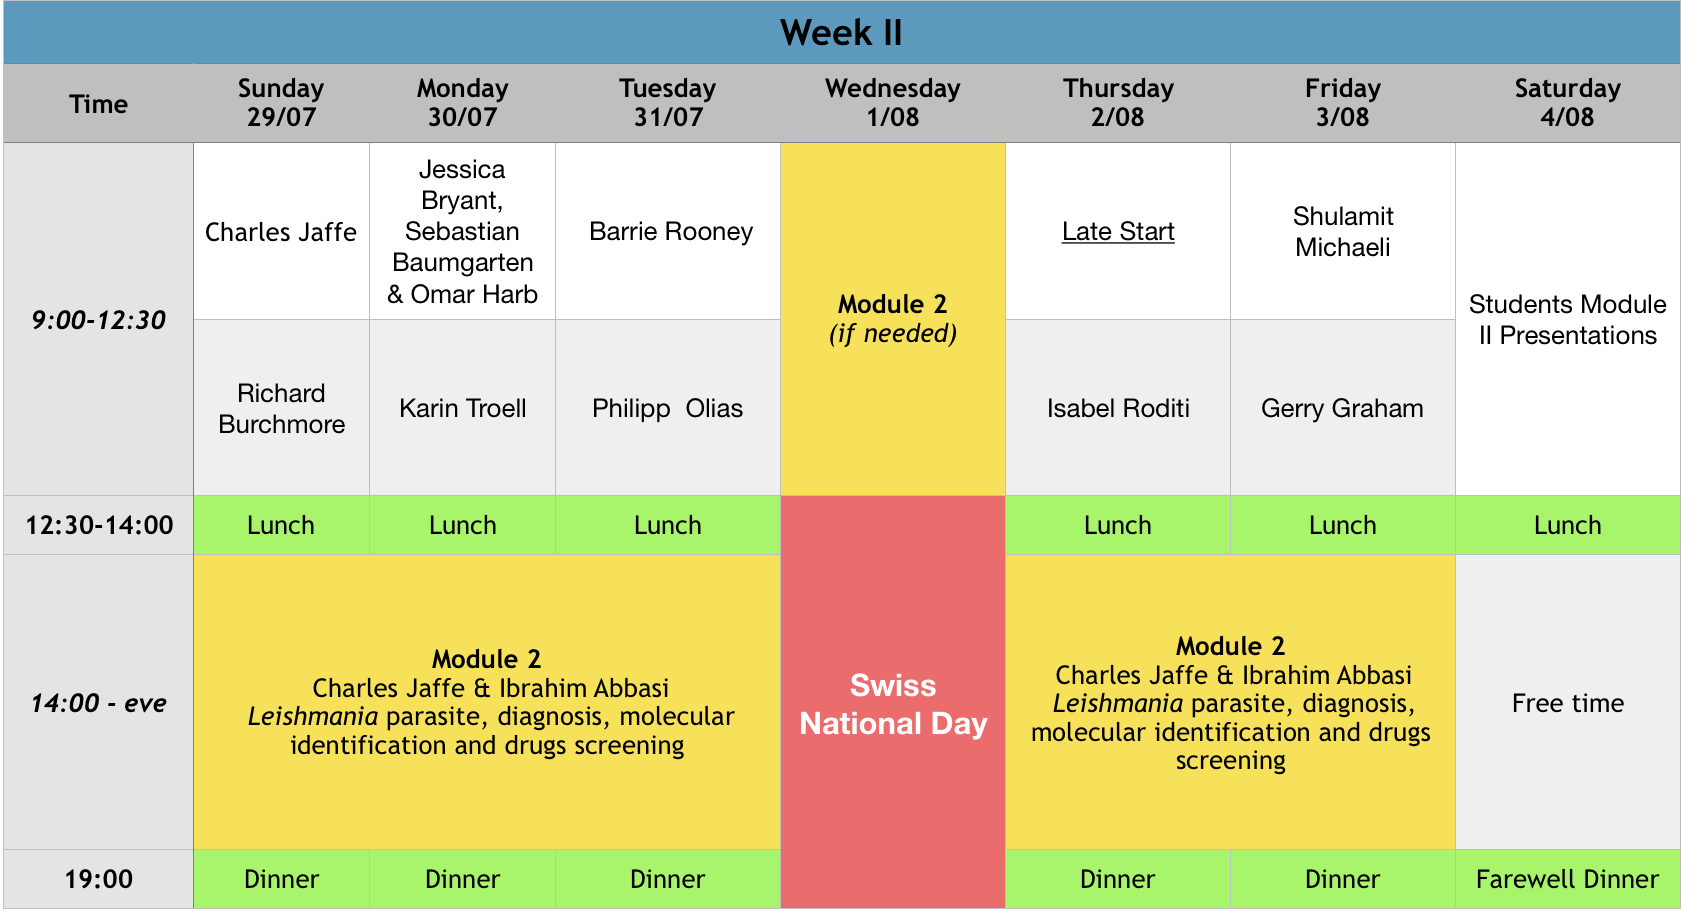 Week II
Time
Sunday
29/07
Monday
30/07
Tuesday
31/07
Wednesday
1/08
Thursday
2/08
Friday
3/08
Saturday
4/08
9:00-12:30
Charles Jaffe
Jessica
Bryant,
Sebastian
Baumgarten
& Omar Harb
Barrie Rooney
Module 2
(if needed)
Late Start
Shulamit
Michaeli
Students Module
II Presentations
Richard
Burchmore
Karin Troell
Philipp  Olias
Isabel Roditi
Gerry Graham
12:30-14:00
Lunch
Lunch
Lunch
Swiss
National Day
Lunch
Lunch
Lunch
14:00 - eve
Module 2
Charles Jaffe & Ibrahim Abbasi
Leishmania parasite, diagnosis, molecular
identification and drugs screening
Module 2
Charles Jaffe & Ibrahim Abbasi
Leishmania parasite, diagnosis,
molecular identification and drugs
screening
Free time
19:00
Dinner
Dinner
Dinner
Dinner
Dinner
Farewell Dinner